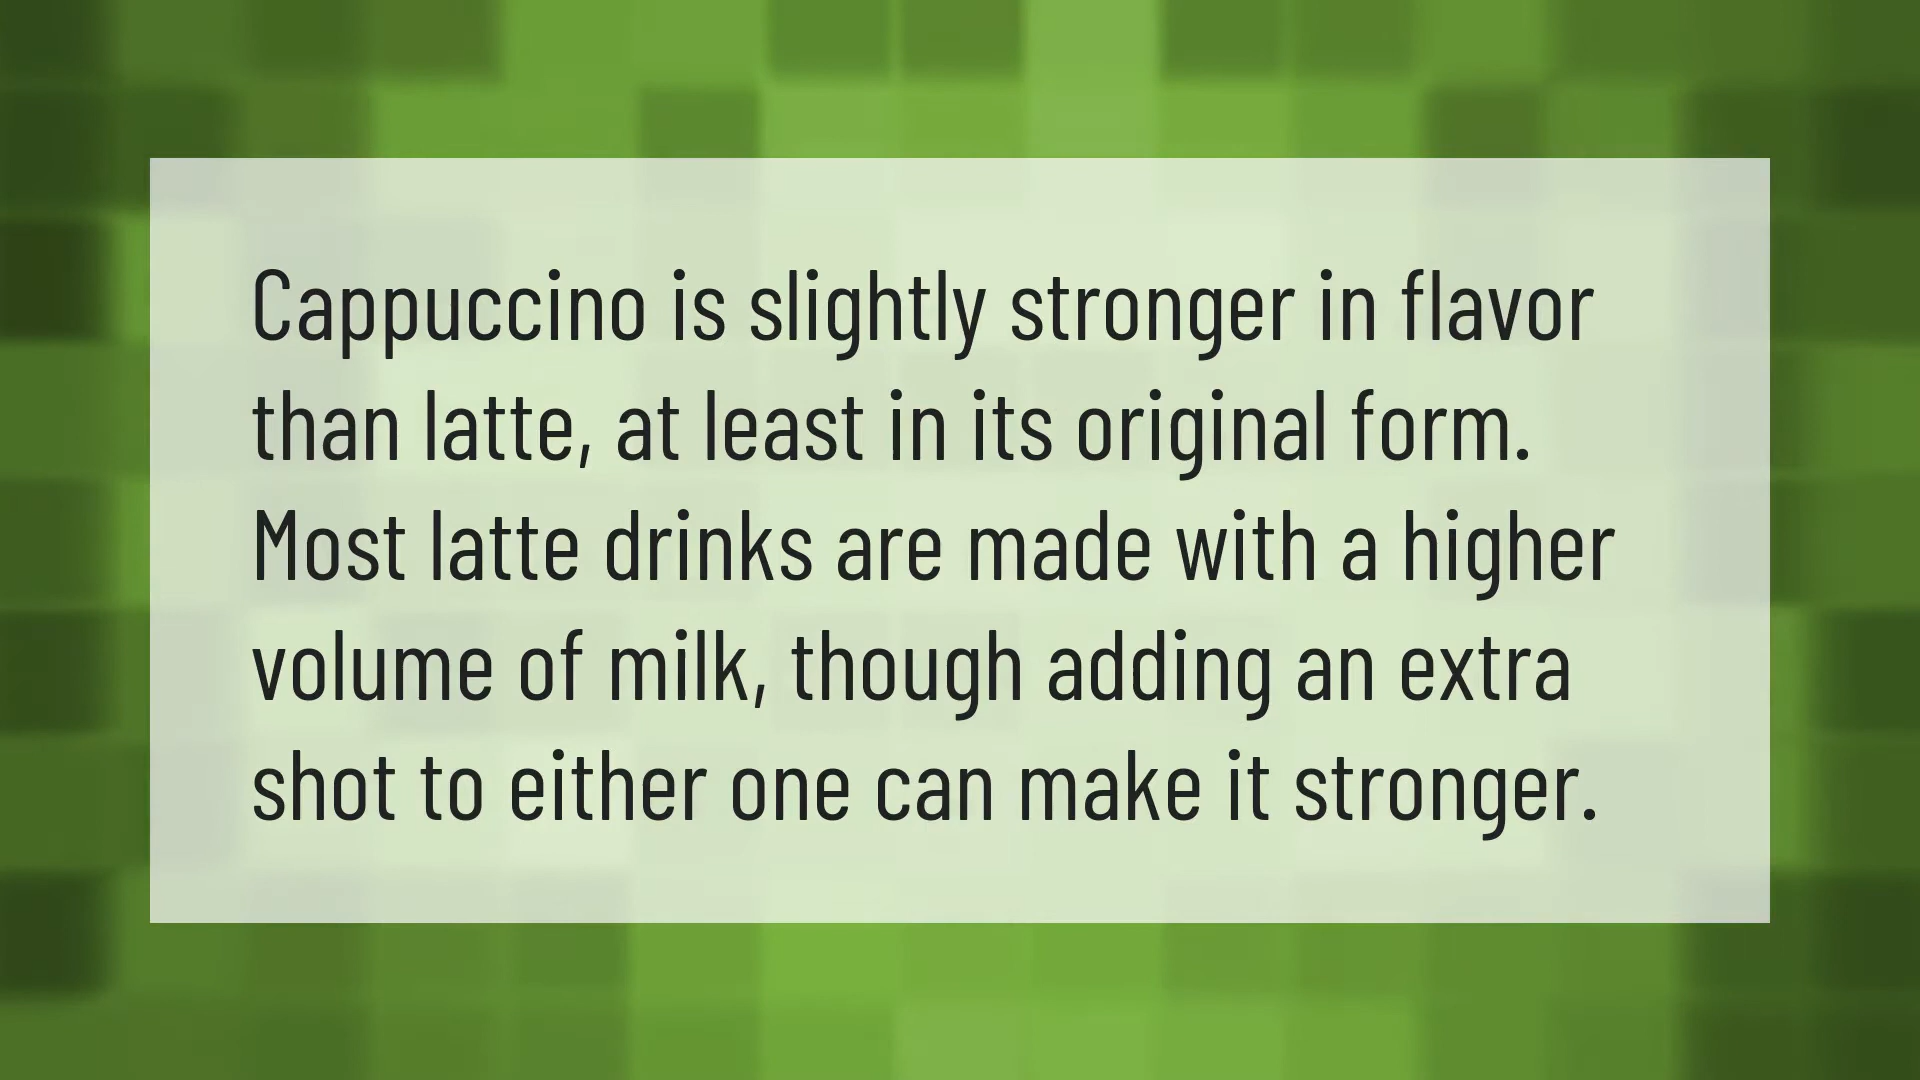 Cappuccino is slightly stronger in flavor
than latte, at least in its original form.
Most latte drinks are made with a higher
volume of milk, though adding an extra
shot to either one can make it stronger.